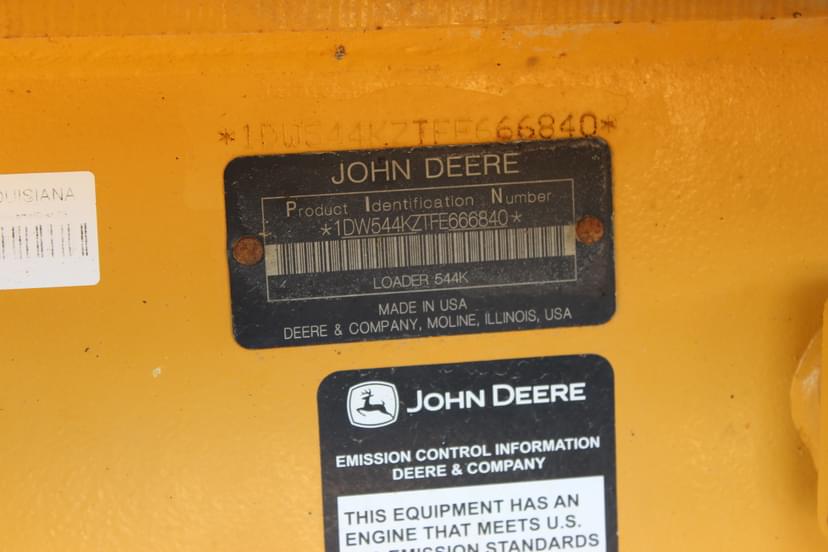 *1DW544KZTFE666840*
JOHN DEERE
Product Identification Number
*1DW544KZTFE666840*
LOADER 544K
MADE IN USA
DEERE & COMPANY, MOLINE, ILLINOIS, USA
OUISIANA
JOHN DEERE
EMISSION CONTROL INFORMATION
DEERE & COMPANY
THIS EQUIPMENT HAS AN
ENGINE THAT MEETS U.S.
EMISSION STANDARDS